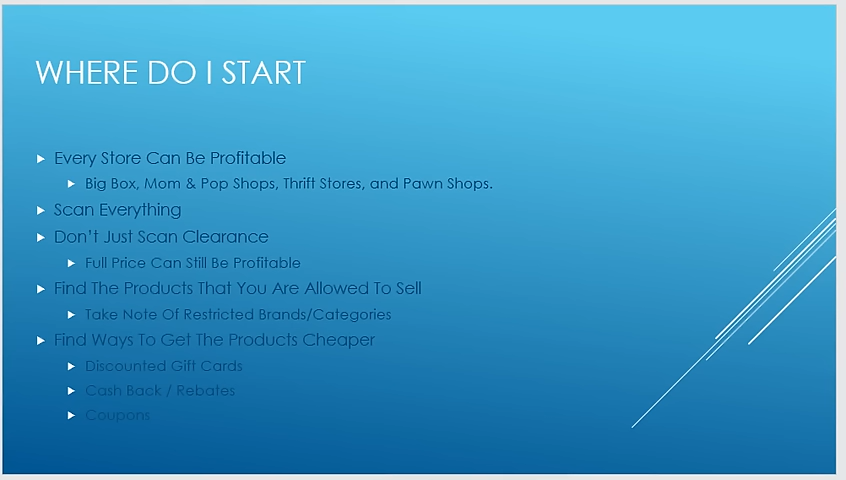 WHERE DO I START
Every Store Can Be Profitable
Big Box, Mom & Pop Shops, Thrift Stores, and Pawn Shops.
Scan Everything
Don't Just Scan Clearance
Full Price Can Still Be Profitable
Find The Products That You Are Allowed To Sell
Take Note Of Restricted Brands/Categories
Find Ways To Get The Products Cheaper
Discounted Gift Cards
Cash Back / Rebates
Coupons